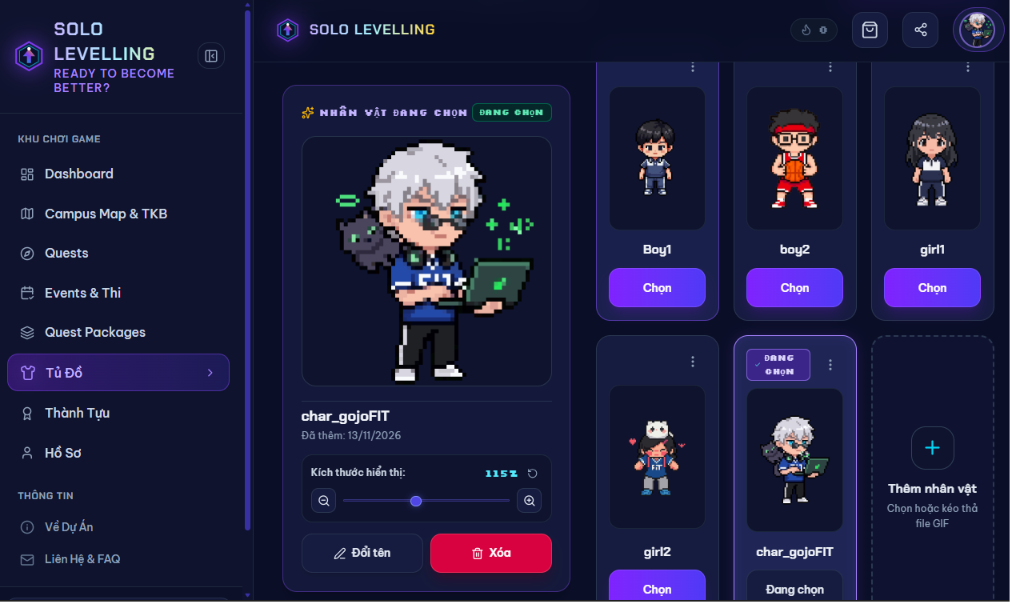 SOLO
LEVELLING
READY TO BECOME
BETTER?
KHU CHƠI GAME
Dashboard
Campus Map & TKB
Quests
Events & Thi
Quest Packages
Tủ Đồ
Thành Tựu
Hồ Sơ
THÔNG TIN
Về Dự Án
Liên Hệ & FAQ
SOLO LEVELLING
0
NHÂN VẬT ĐANG CHỌN
ĐANG CHỌN
FIT
char_gojoFIT
Đã thêm: 13/11/2026
Kích thước hiển thị:
115%
Đổi tên
Xóa
Boy1
Chọn
boy2
Chọn
girl1
Chọn
FIT
girl2
Chọn
ĐANG
CHỌN
char_gojoFIT
Đang chọn
Thêm nhân vật
Chọn hoặc kéo thả
file GIF